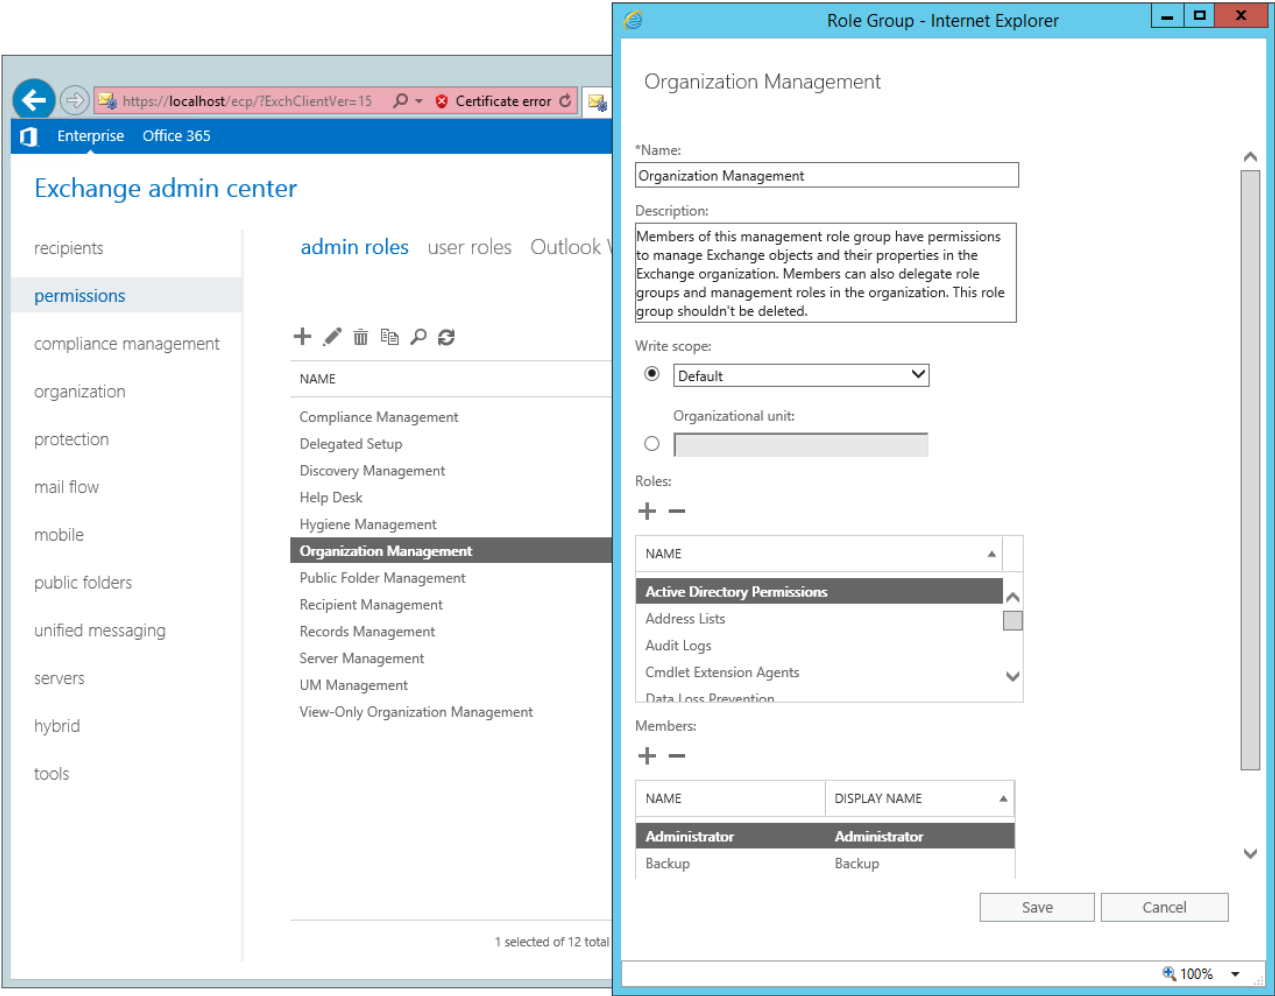 Role Group - Internet Explorer
https://localhost/ecp/?ExchClientVer=15
Certificate error
Enterprise
Office 365
Exchange admin center
recipients
permissions
compliance management
organization
protection
mail flow
mobile
public folders
unified messaging
servers
hybrid
tools
admin roles
user roles
Outlook
NAME
Compliance Management
Delegated Setup
Discovery Management
Help Desk
Hygiene Management
Organization Management
Public Folder Management
Recipient Management
Records Management
Server Management
UM Management
View-Only Organization Management
1 selected of 12 total
Organization Management
*Name:
Organization Management
Description:
Members of this management role group have permissions
to manage Exchange objects and their properties in the
Exchange organization. Members can also delegate role
groups and management roles in the organization. This role
group shouldn't be deleted.
Write scope:
Default
Organizational unit:
Roles:
NAME
Active Directory Permissions
Address Lists
Audit Logs
Cmdlet Extension Agents
Data Loss Prevention
Members:
NAME DISPLAY NAME
Administrator Administrator
Backup Backup
Save
Cancel
100%